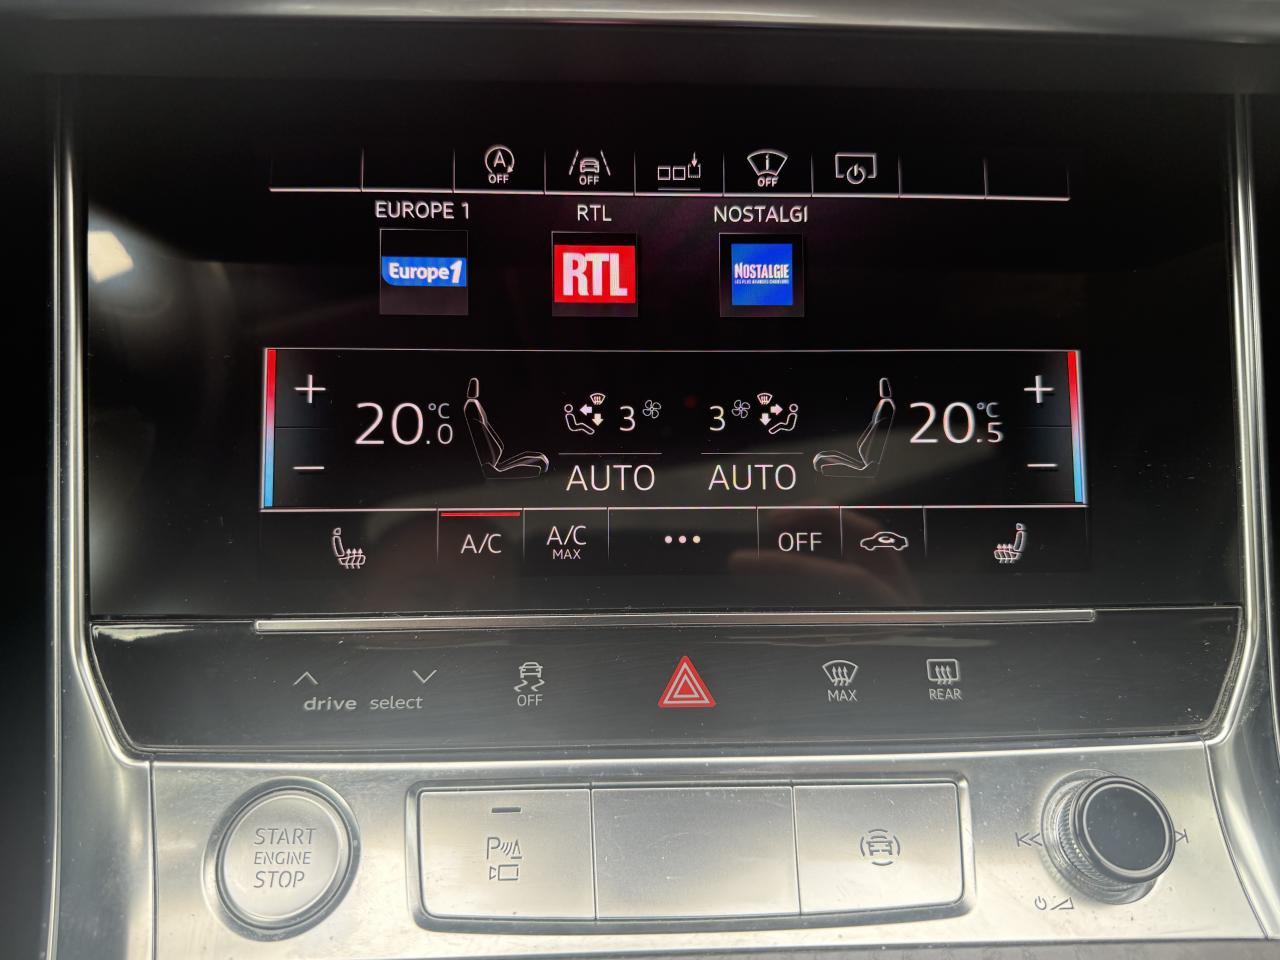 A
OFF
OFF
OFF
EUROPE 1
RTL
NOSTALGI
Europe1
RTL
NOSTALGIE
+
20.0 °C
3
3
20.5 °C
+
AUTO
AUTO
A/C
A/C
MAX
•••
OFF
drive select
OFF
MAX
REAR
START
ENGINE
STOP
P